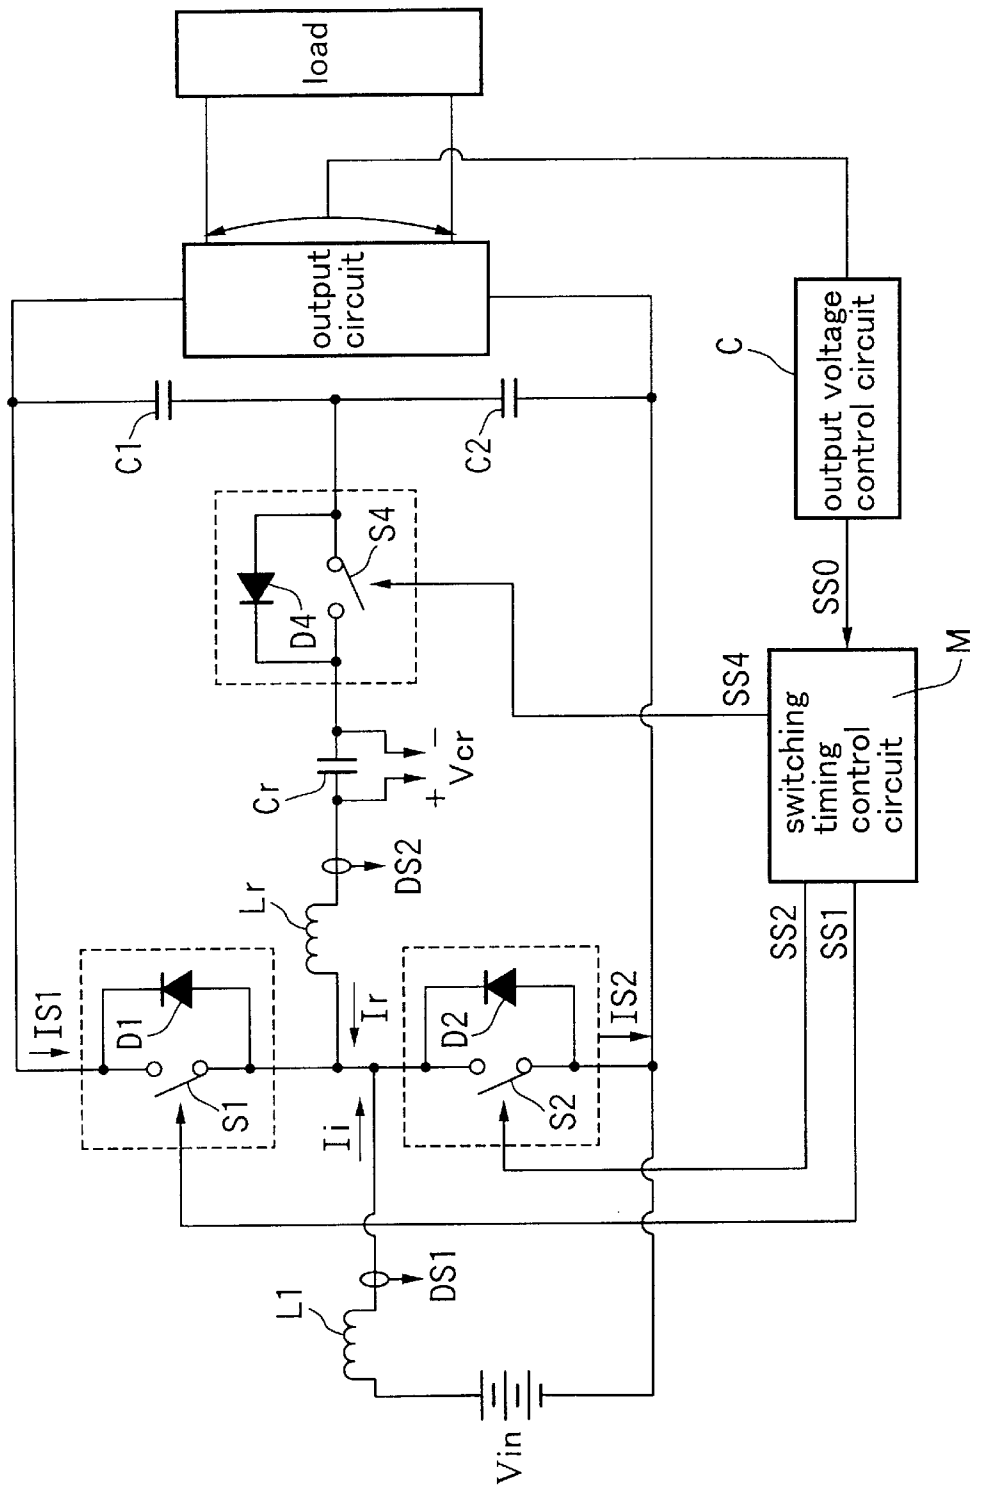 load
output
circuit
C1
C2
C
output voltage
control circuit
D4
S4
SS0
SS4
M
Cr
+
Vcr
−
switching
timing
control
circuit
Lr
DS2
SS2
SS1
IS1
D1
S1
Ir
D2
S2
IS2
Ii
L1
DS1
Vin